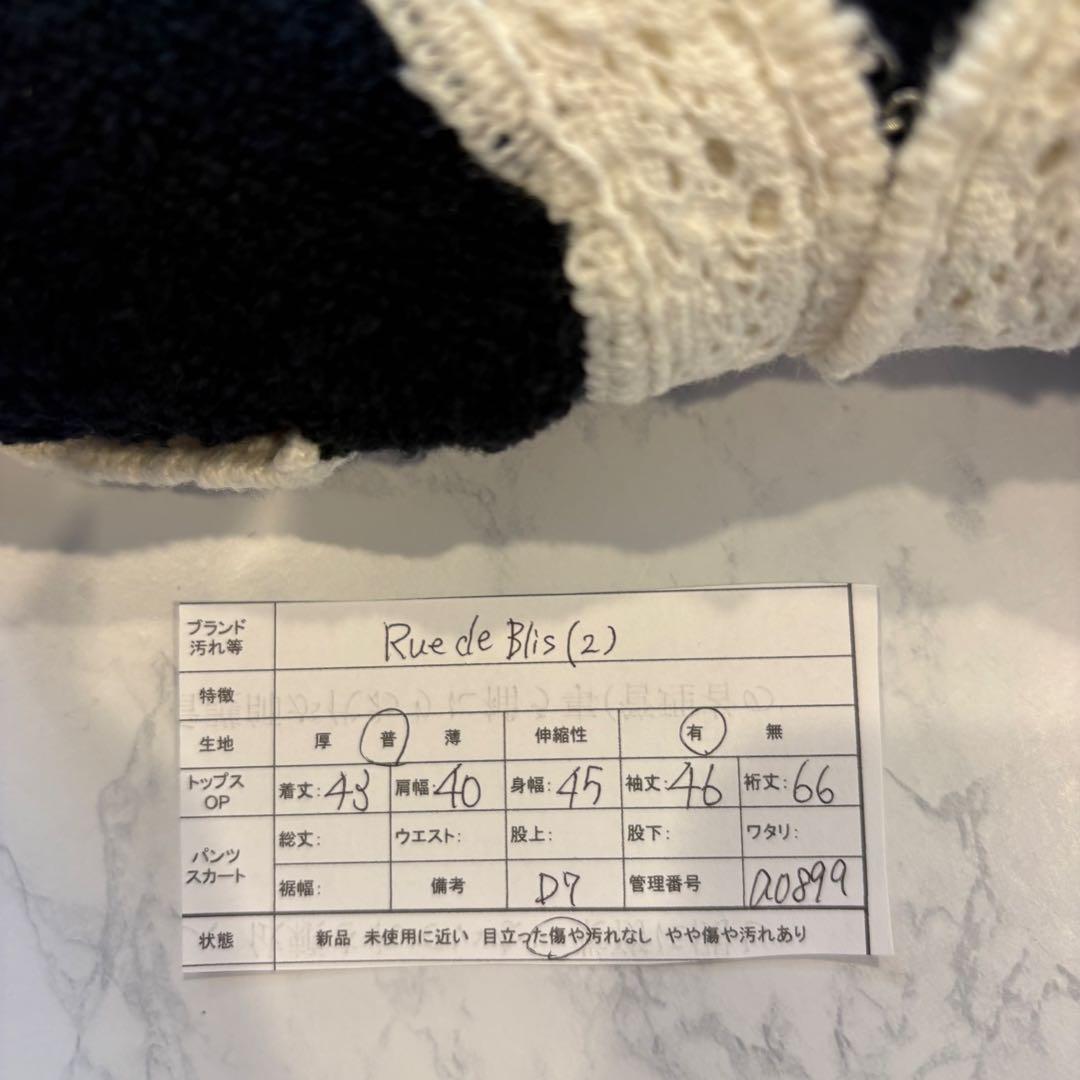 ブランド
汚れ等 Rue de Blis (2)
特徴
生地 厚 普 薄 伸縮性 有 無
トップス
OP 着丈:43 肩幅:40 身幅:45 袖丈:46 裄丈:66
パンツ
スカート 総丈: ウエスト: 股上: 股下: ワタリ:
裾幅: 備考 D7 管理番号 a0899
状態 新品 未使用に近い 目立った傷や汚れなし やや傷や汚れあり